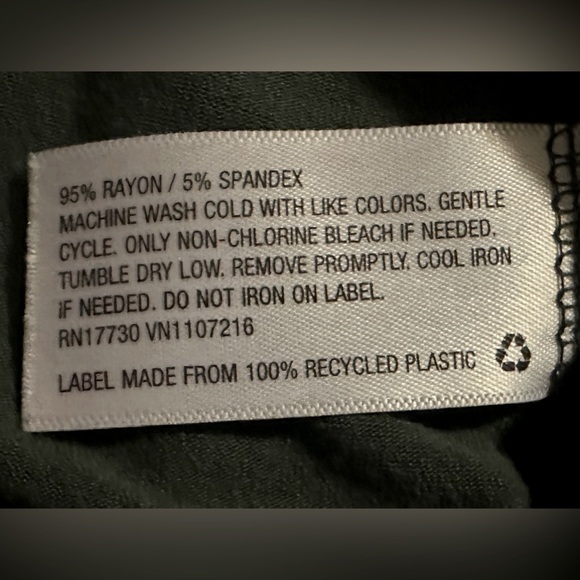 95% RAYON / 5% SPANDEX
MACHINE WASH COLD WITH LIKE COLORS. GENTLE
CYCLE. ONLY NON-CHLORINE BLEACH IF NEEDED.
TUMBLE DRY LOW. REMOVE PROMPTLY. COOL IRON
IF NEEDED. DO NOT IRON ON LABEL.
RN17730 VN1107216
LABEL MADE FROM 100% RECYCLED PLASTIC